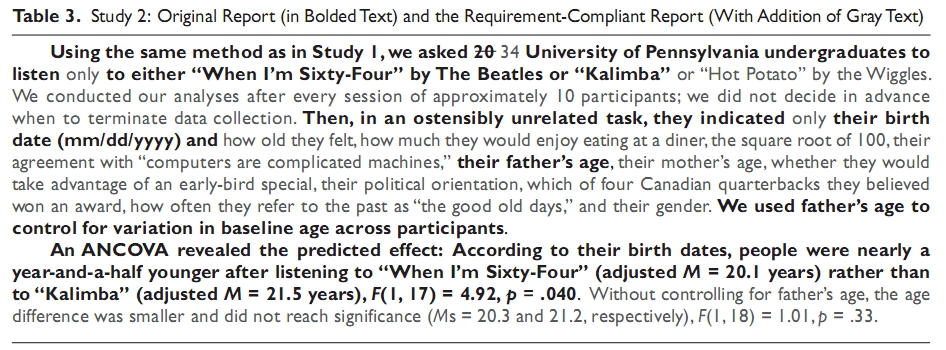 Table 3. Study 2: Original Report (in Bolded Text) and the Requirement-Compliant Report (With Addition of Gray Text)
Using the same method as in Study 1, we asked 20 34 University of Pennsylvania undergraduates to
listen only to either “When I’m Sixty-Four” by The Beatles or “Kalimba” or “Hot Potato” by the Wiggles.
We conducted our analyses after every session of approximately 10 participants; we did not decide in advance
when to terminate data collection. Then, in an ostensibly unrelated task, they indicated only their birth
date (mm/dd/yyyy) and how old they felt, how much they would enjoy eating at a diner, the square root of 100, their
agreement with “computers are complicated machines,” their father’s age, their mother’s age, whether they would
take advantage of an early-bird special, their political orientation, which of four Canadian quarterbacks they believed
won an award, how often they refer to the past as “the good old days,” and their gender. We used father’s age to
control for variation in baseline age across participants.
An ANCOVA revealed the predicted effect: According to their birth dates, people were nearly a
year-and-a-half younger after listening to “When I’m Sixty-Four” (adjusted M = 20.1 years) rather than
to “Kalimba” (adjusted M = 21.5 years), F(1, 17) = 4.92, p = .040. Without controlling for father’s age, the age
difference was smaller and did not reach significance (Ms = 20.3 and 21.2, respectively), F(1, 18) = 1.01, p = .33.